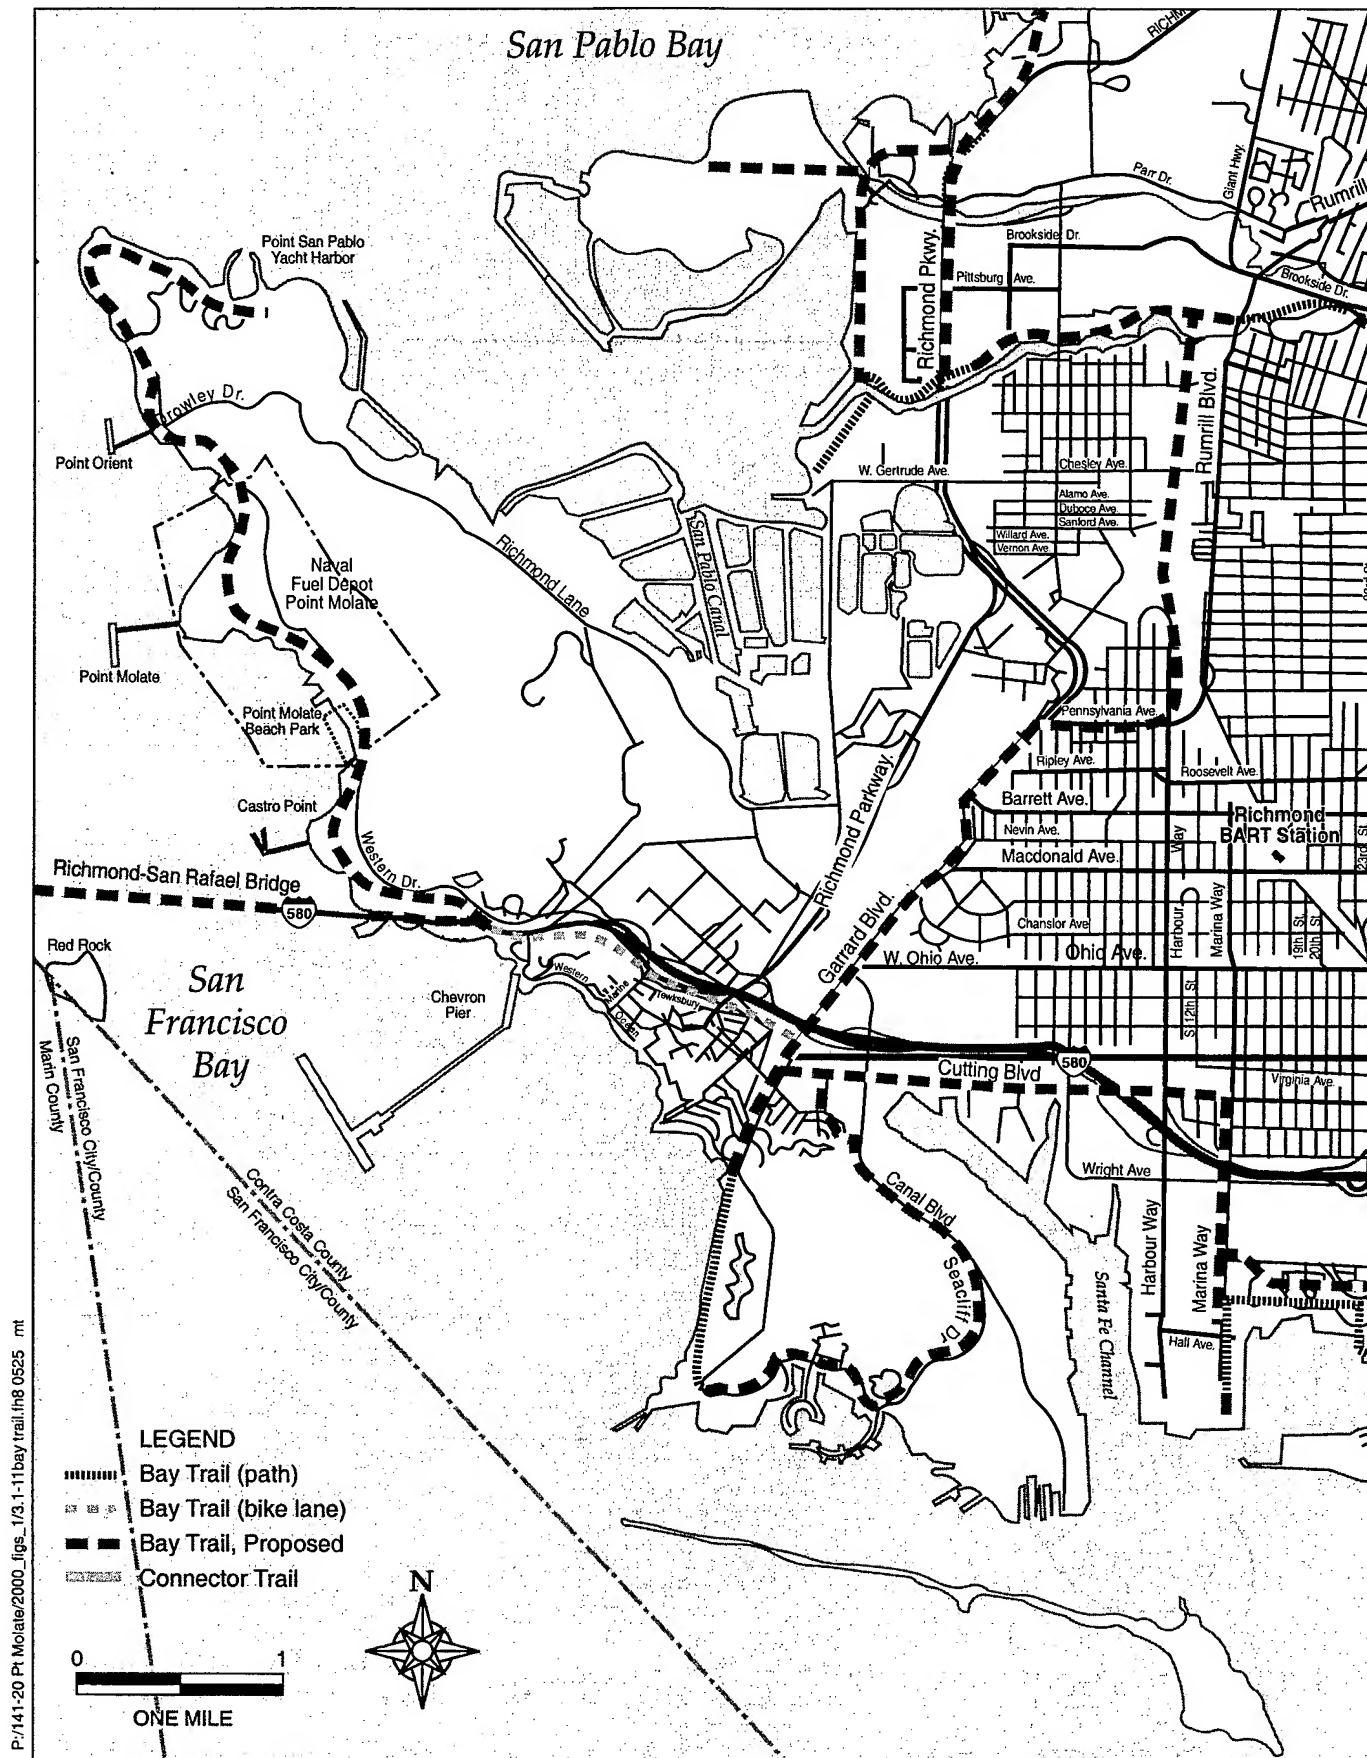 San Pablo Bay
RICHM
Parr Dr.
Giant Hwy.
Rumrill
Point San Pablo
Yacht Harbor
Brookside Dr.
Richmond Pkwy.
Pittsburg Ave.
Brookside Dr.
Crowley Dr.
Rumrill Blvd.
Point Orient
W. Gertrude Ave.
Chesley Ave.
Alamo Ave.
Duboce Ave.
Sanford Ave.
Willard Ave.
Vernon Ave.
San Pablo Canal
Richmond Lane
Naval
Fuel Depot
Point Molate
Point Molate
Point Molate
Beach Park
Pennsylvania Ave.
Ripley Ave.
Roosevelt Ave.
Castro Point
Barrett Ave.
Richmond
BART Station
Nevin Ave.
Macdonald Ave.
Harbour Way
23rd St.
Western Dr.
Richmond Parkway.
Richmond-San Rafael Bridge
580
Garrard Blvd.
Chanslor Ave
Marina Way
19th St.
20th St.
Red Rock
W. Ohio Ave.
Ohio Ave.
San
Francisco
Bay
Chevron
Pier
Western
Marine
Ocean
Tewksbury
S 12th St.
580
Cutting Blvd
Virginia Ave.
San Francisco City/County
Marin County
Wright Ave
Contra Costa County
San Francisco City/County
Canal Blvd
Seacliff Dr
Santa Fe Channel
Harbour Way
Marina Way
Hall Ave.
LEGEND
Bay Trail (path)
Bay Trail (bike lane)
Bay Trail, Proposed
Connector Trail
N
0 1
ONE MILE
P:/141-20 Pt Molate/2000_figs_1/3.1-11bay trail.fh8 0525 mt